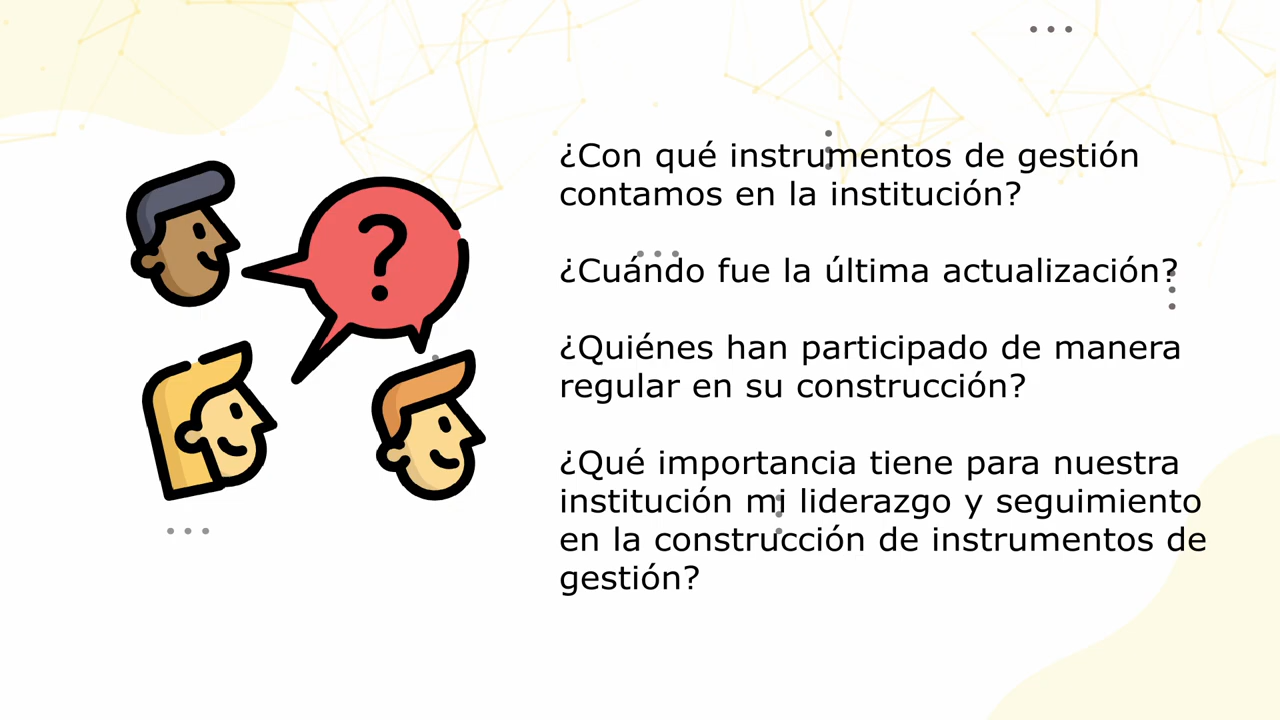 ?
¿Con qué instrumentos de gestión
contamos en la institución?
¿Cuándo fue la última actualización?
¿Quiénes han participado de manera
regular en su construcción?
¿Qué importancia tiene para nuestra
institución mi liderazgo y seguimiento
en la construcción de instrumentos de
gestión?